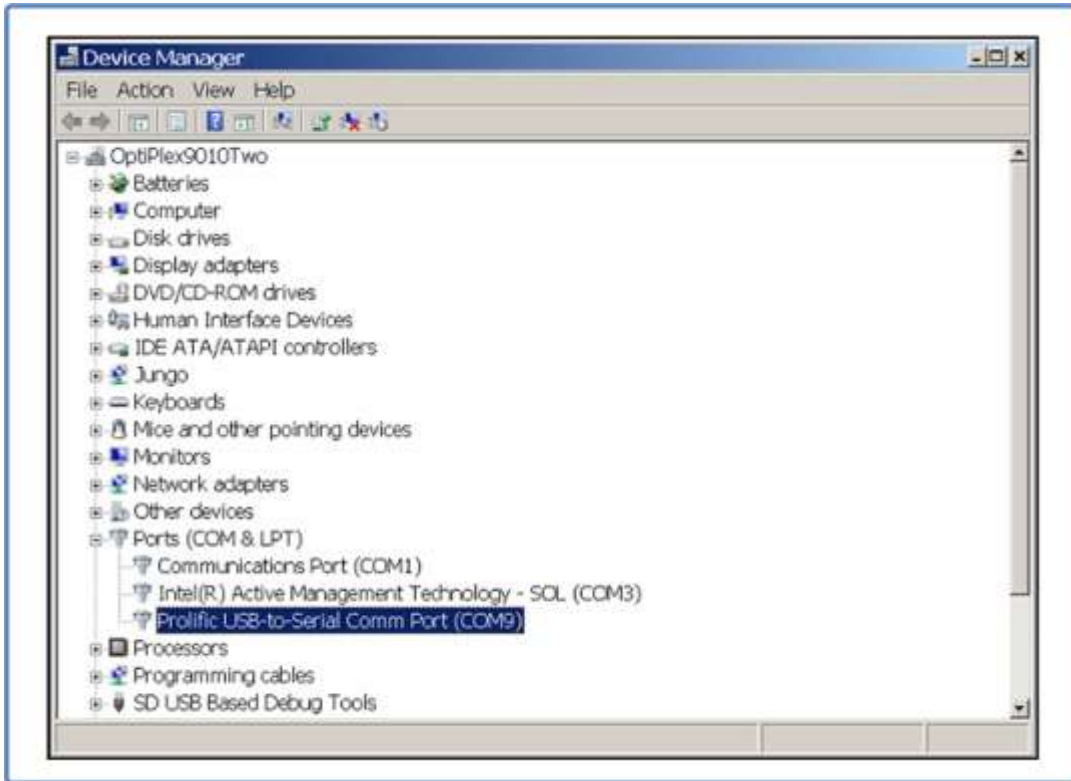 Device Manager
File Action View Help
OptiPlex9010Two
Batteries
Computer
Disk drives
Display adapters
DVD/CD-ROM drives
Human Interface Devices
IDE ATA/ATAPI controllers
Jungo
Keyboards
Mice and other pointing devices
Monitors
Network adapters
Other devices
Ports (COM & LPT)
Communications Port (COM1)
Intel(R) Active Management Technology - SOL (COM3)
Prolific USB-to-Serial Comm Port (COM9)
Processors
Programming cables
SD USB Based Debug Tools